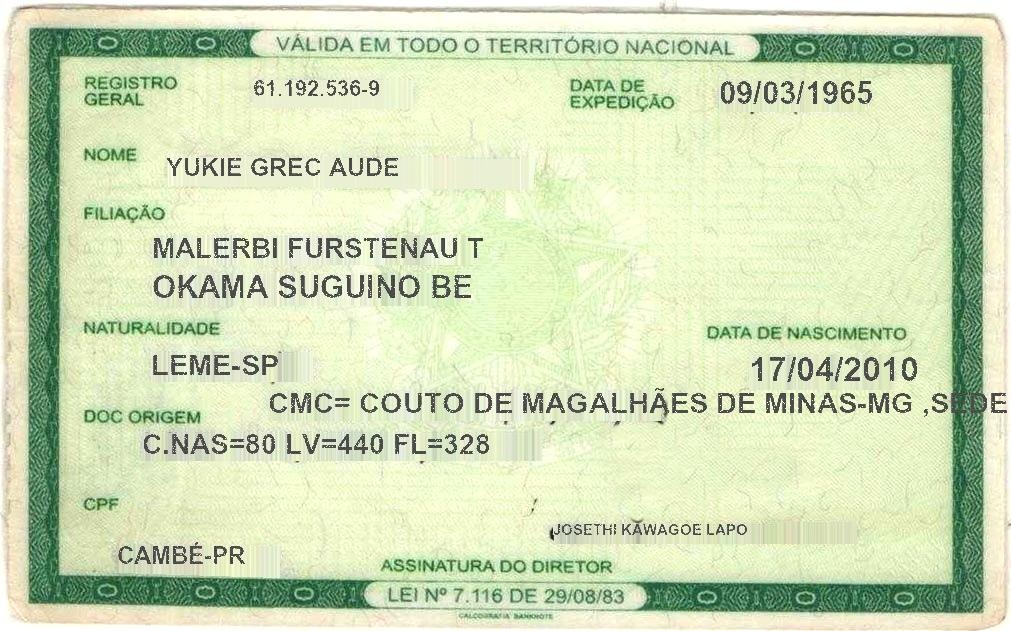 VÁLIDA EM TODO O TERRITÓRIO NACIONAL
REGISTRO GERAL 61.192.536-9 DATA DE EXPEDIÇÃO 09/03/1965
NOME YUKIE GREC AUDE
FILIAÇÃO
MALERBI FURSTENAU T
OKAMA SUGUINO BE
NATURALIDADE DATA DE NASCIMENTO
LEME-SP 17/04/2010
CMC= COUTO DE MAGALHÃES DE MINAS-MG ,SEDE
DOC ORIGEM
C.NAS=80 LV=440 FL=328
CPF
JOSETHI KAWAGOE LAPO
CAMBÉ-PR
ASSINATURA DO DIRETOR
LEI Nº 7.116 DE 29/08/83
CALCOGRAFIA BANKNOTE